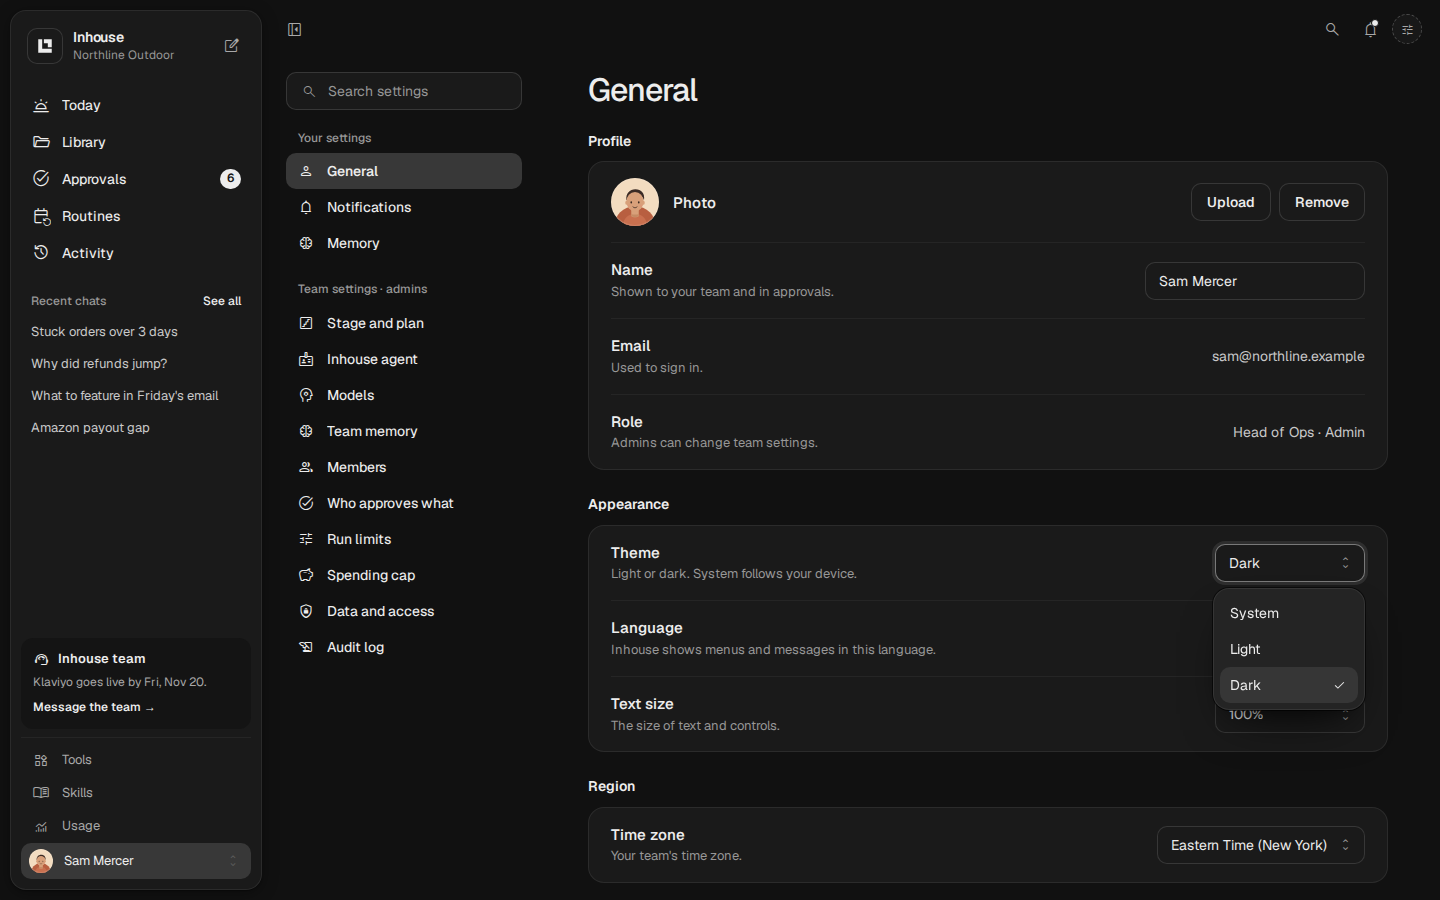 Inhouse
Northline Outdoor
Today
Library
Approvals 6
Routines
Activity
Recent chats See all
Stuck orders over 3 days
Why did refunds jump?
What to feature in Friday's email
Amazon payout gap
Inhouse team
Klaviyo goes live by Fri, Nov 20.
Message the team →
Tools
Skills
Usage
Sam Mercer
Search settings
Your settings
General
Notifications
Memory
Team settings · admins
Stage and plan
Inhouse agent
Models
Team memory
Members
Who approves what
Run limits
Spending cap
Data and access
Audit log
General
Profile
Photo Upload Remove
Name
Shown to your team and in approvals.
Sam Mercer
Email
Used to sign in.
sam@northline.example
Role
Admins can change team settings.
Head of Ops · Admin
Appearance
Theme
Light or dark. System follows your device.
Dark
System
Light
Dark
Language
Inhouse shows menus and messages in this language.
Text size
The size of text and controls.
100%
Region
Time zone
Your team's time zone.
Eastern Time (New York)